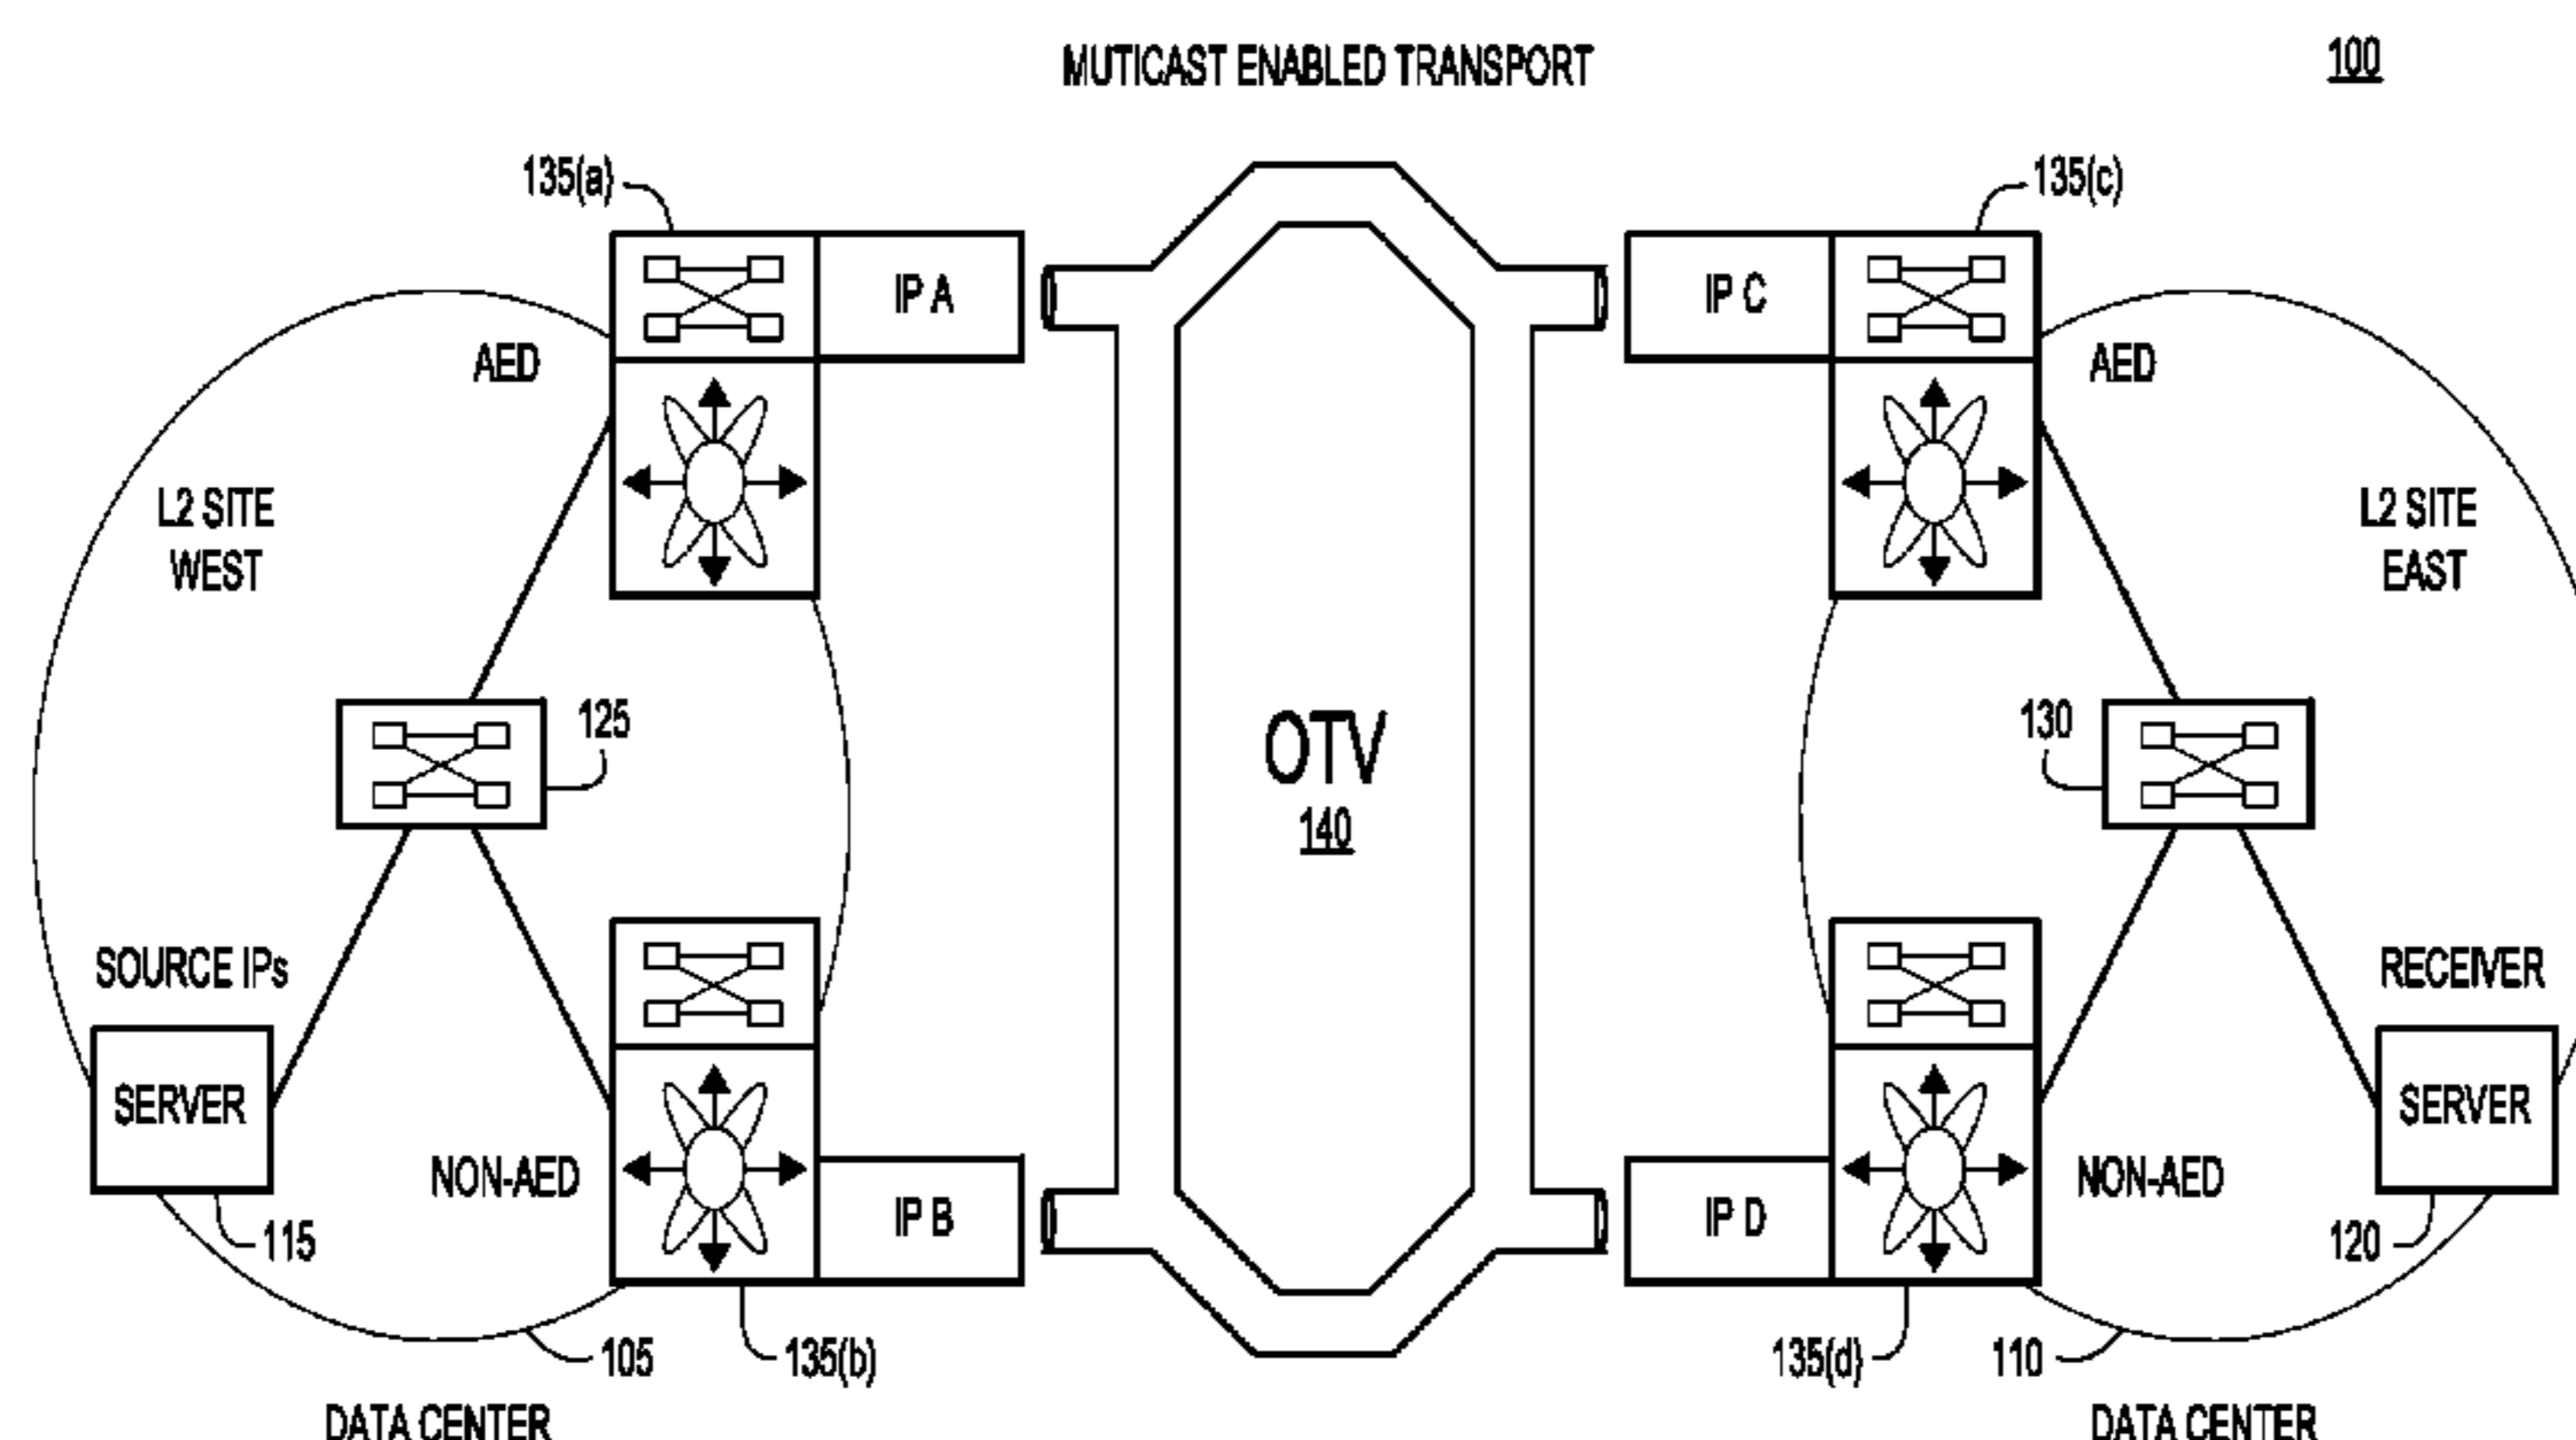 MUTICAST ENABLED TRANSPORT
100
135(a)
135(c)
IP A
IP C
AED
AED
L2 SITE
WEST
L2 SITE
EAST
125
130
OTV
140
SOURCE IPs
RECEIVER
SERVER
SERVER
NON-AED
NON-AED
IP B
IP D
115
120
105
135(b)
135(d)
110
DATA CENTER
DATA CENTER